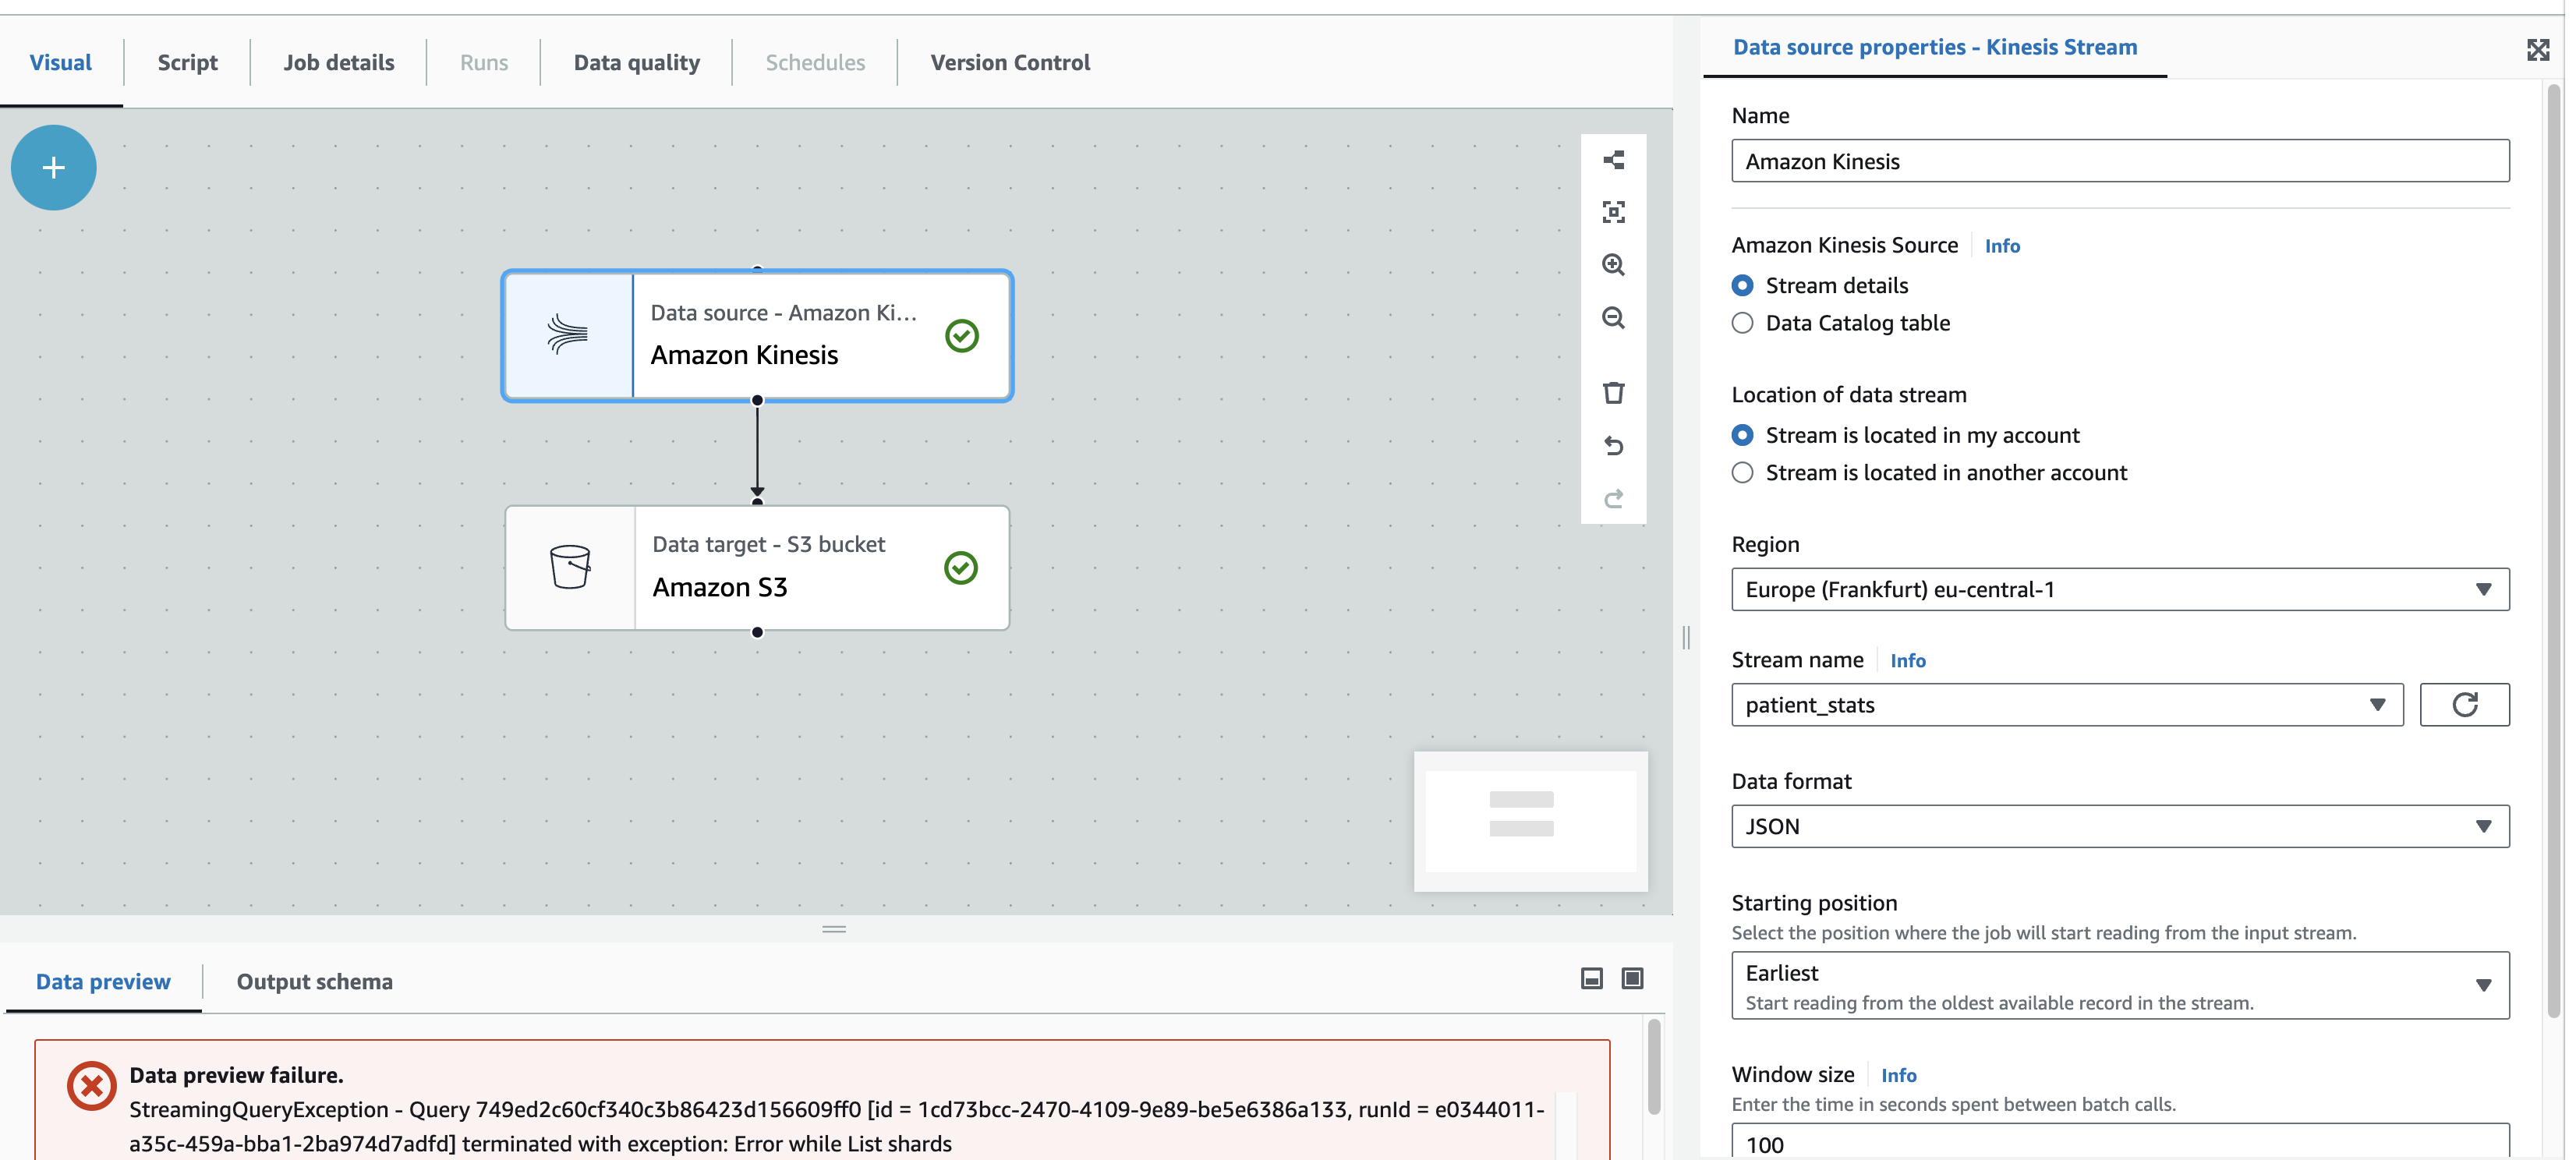 Visual
Script
Job details
Runs
Data quality
Schedules
Version Control
Data source - Amazon Ki...
Amazon Kinesis
Data target - S3 bucket
Amazon S3
Data preview
Output schema
Data preview failure.
StreamingQueryException - Query 749ed2c60cf340c3b86423d156609ff0 [id = 1cd73bcc-2470-4109-9e89-be5e6386a133, runId = e0344011-
a35c-459a-bba1-2ba974d7adfd] terminated with exception: Error while List shards
Data source properties - Kinesis Stream
Name
Amazon Kinesis
Amazon Kinesis Source Info
Stream details
Data Catalog table
Location of data stream
Stream is located in my account
Stream is located in another account
Region
Europe (Frankfurt) eu-central-1
Stream name Info
patient_stats
Data format
JSON
Starting position
Select the position where the job will start reading from the input stream.
Earliest
Start reading from the oldest available record in the stream.
Window size Info
Enter the time in seconds spent between batch calls.
100